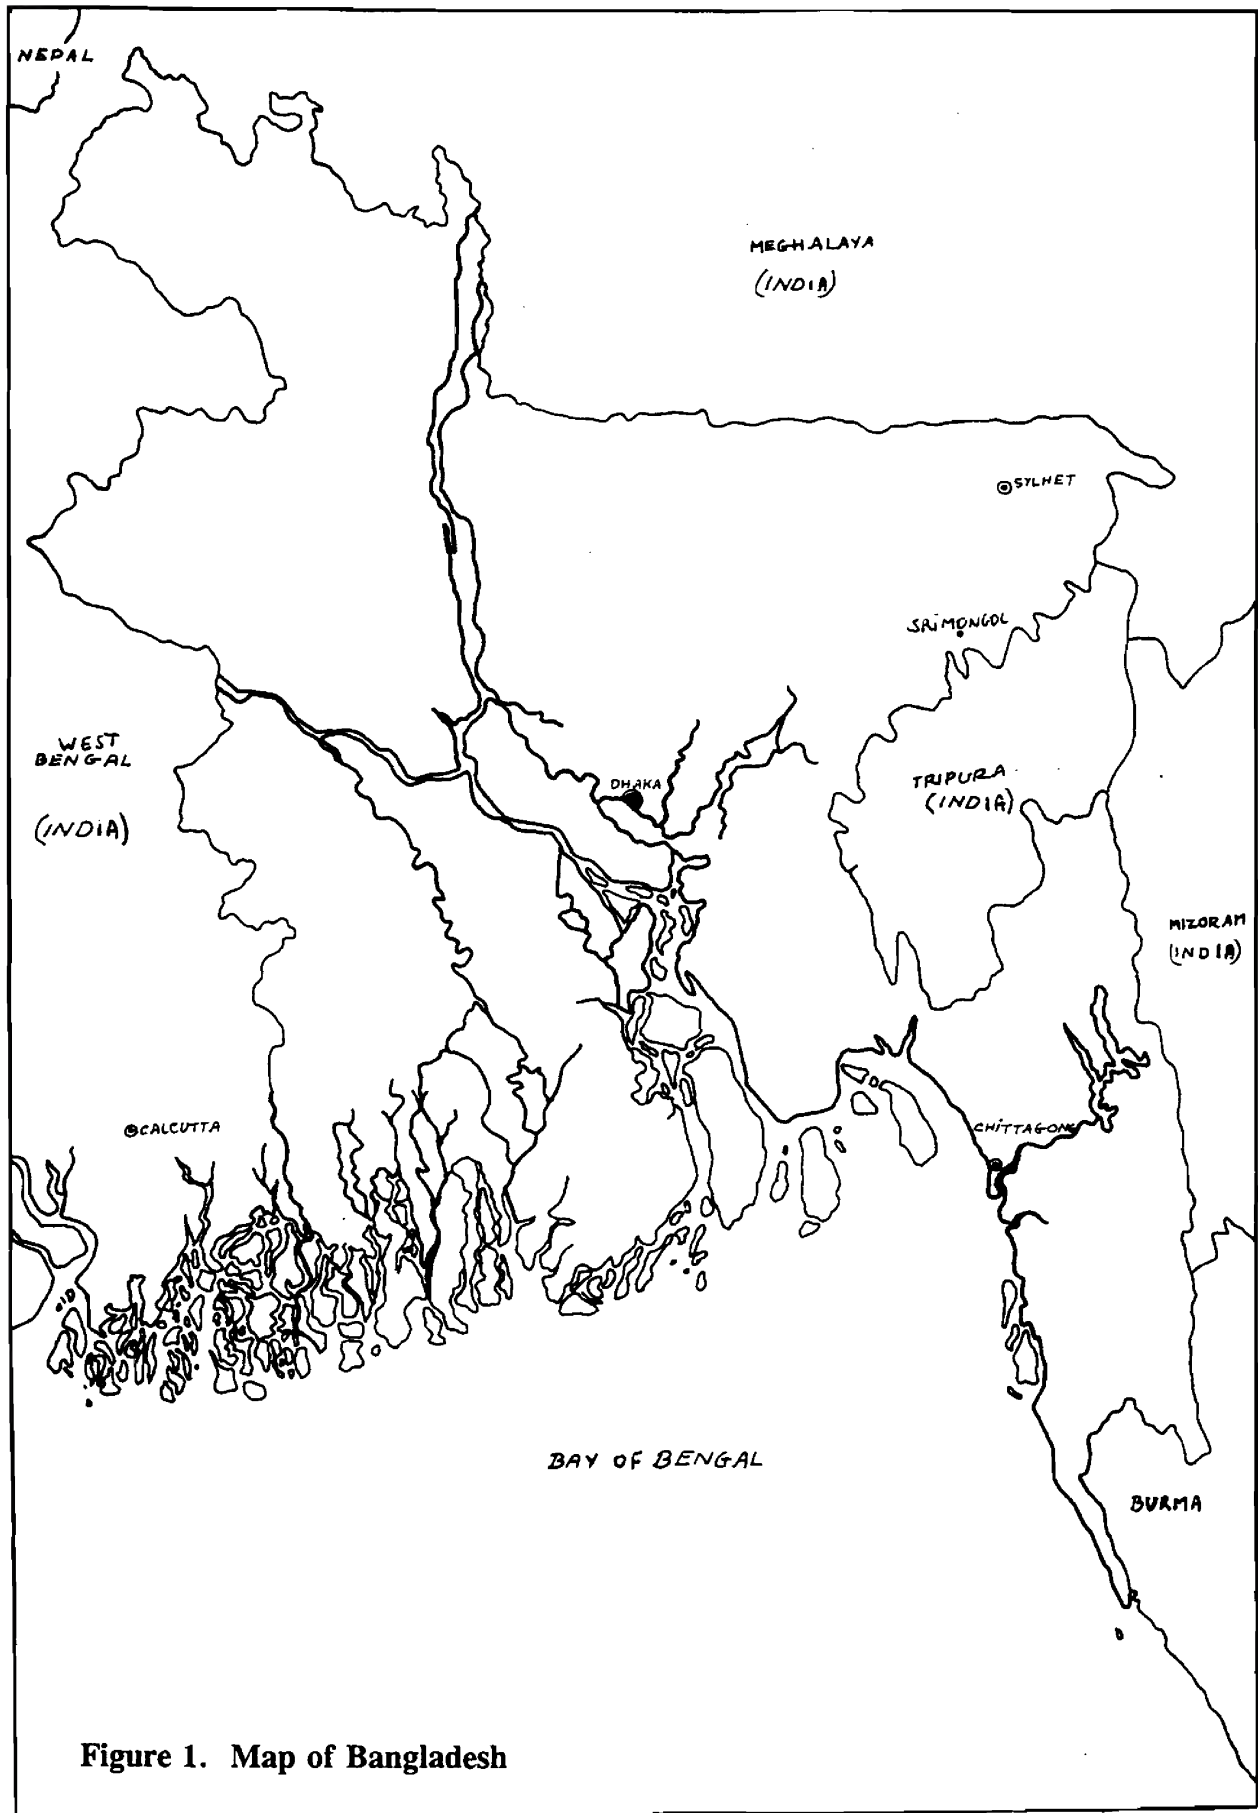 NEPAL
MEGHALAYA
(INDIA)
SYLHET
SRiMONGOL
WEST
BENGAL
(INDiA)
DHAKA
TRIPURA
(INDIA)
MIZORAM
(INDIA)
CALCUTTA
CHiTTAGONG
BAY OF BENGAL
BURMA
Figure 1. Map of Bangladesh